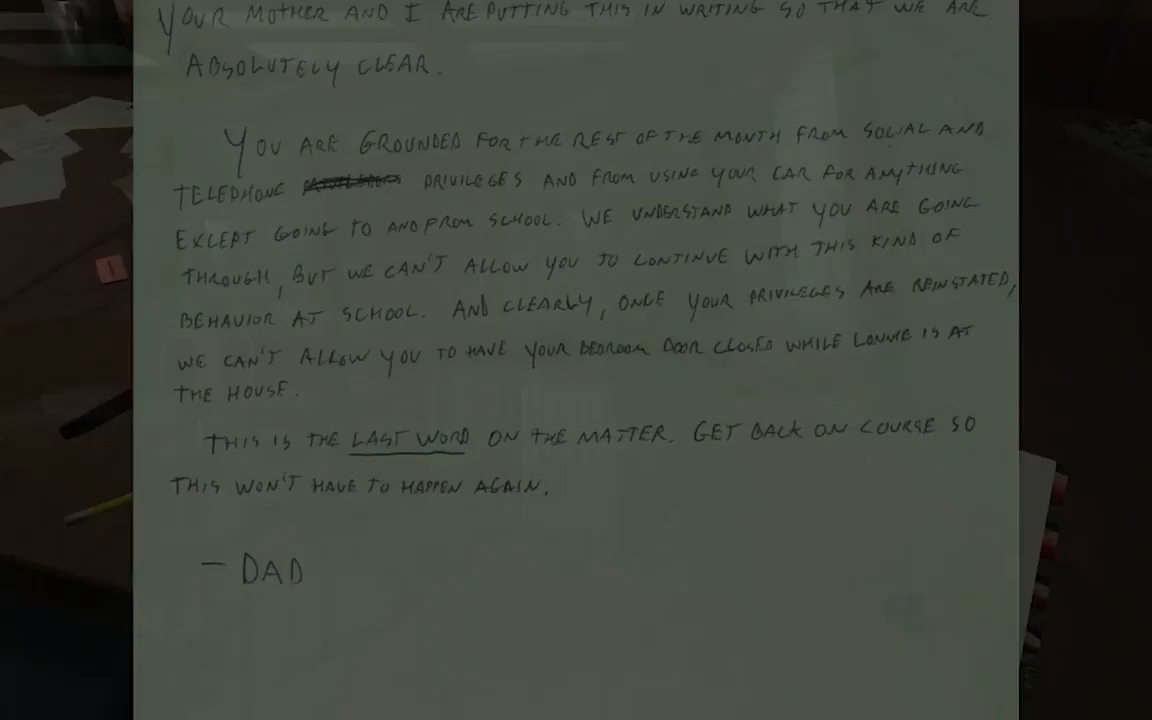 YOUR MOTHER AND I ARE PUTTING THIS IN WRITING SO THAT WE ARE
ABSOLUTELY CLEAR.
YOU ARE GROUNDED FOR THE REST OF THE MONTH FROM SOCIAL AND
TELEPHONE PRIVILEGES AND FROM USING YOUR CAR FOR ANYTHING
EXCEPT GOING TO AND FROM SCHOOL. WE UNDERSTAND WHAT YOU ARE GOING
THROUGH, BUT WE CAN'T ALLOW YOU TO CONTINUE WITH THIS KIND OF
BEHAVIOR AT SCHOOL. AND CLEARLY, ONCE YOUR PRIVILEGES ARE REINSTATED,
WE CAN'T ALLOW YOU TO HAVE YOUR BEDROOM DOOR CLOSED WHILE LONNIE IS AT
THE HOUSE.
THIS IS THE LAST WORD ON THE MATTER. GET BACK ON COURSE SO
THIS WON'T HAVE TO HAPPEN AGAIN.
— DAD